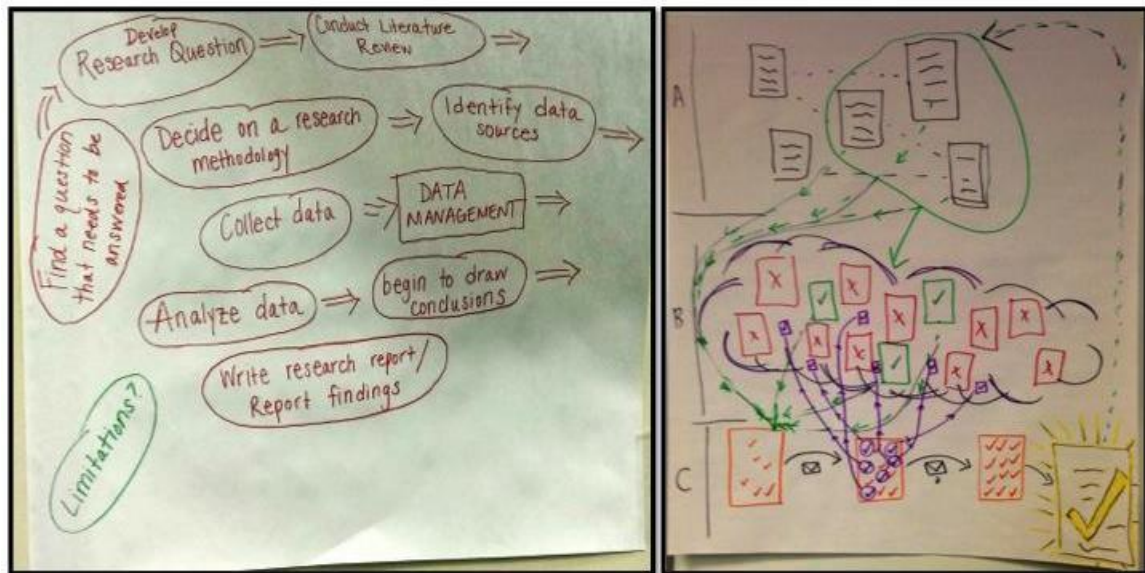 Develop
Research Question
Conduct Literature
Review
Find a question
that needs to be
answered
Decide on a research
methodology
Identify data
sources
Collect data
DATA
MANAGEMENT
Analyze data
begin to draw
conclusions
Write research report/
Report findings
Limitations?
A
B
C